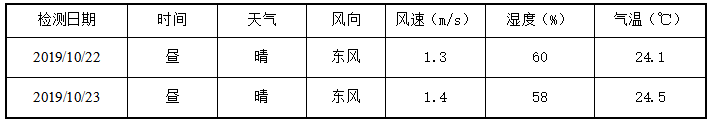 检测日期 时间 天气 风向 风速（m/s） 湿度（%） 气温（℃）
2019/10/22 昼 晴 东风 1.3 60 24.1
2019/10/23 昼 晴 东风 1.4 58 24.5